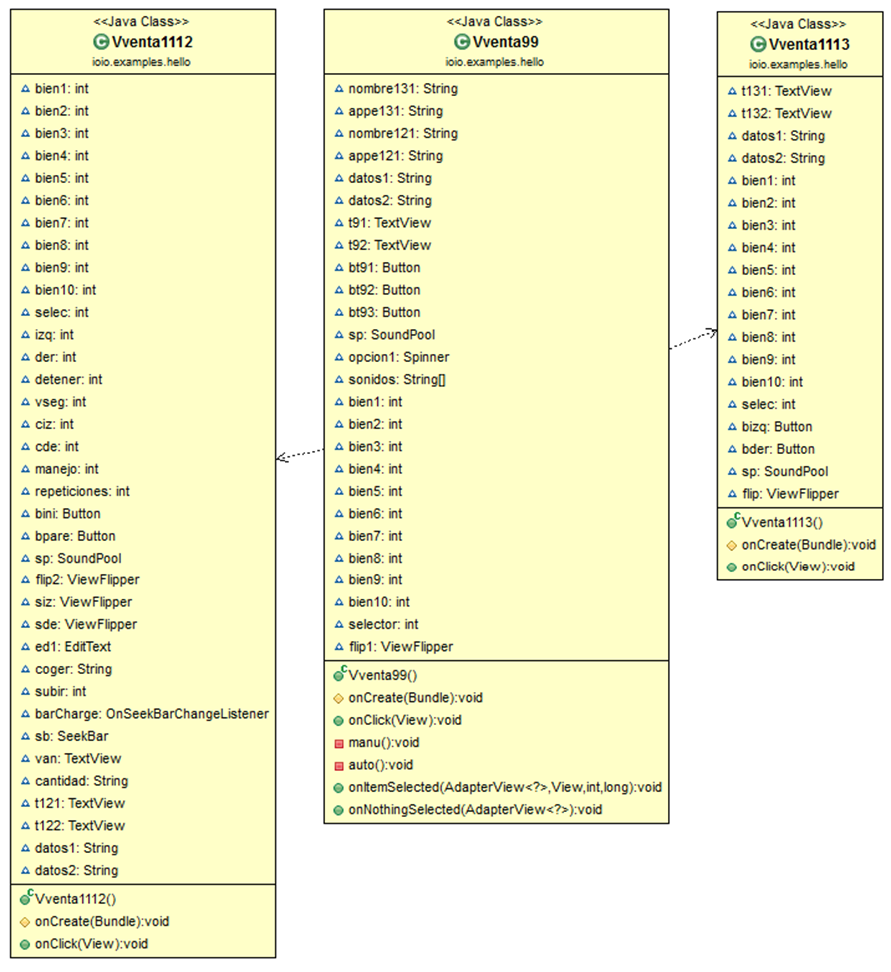 <<Java Class>>
Vventa1112
ioio.examples.hello
bien1: int
bien2: int
bien3: int
bien4: int
bien5: int
bien6: int
bien7: int
bien8: int
bien9: int
bien10: int
selec: int
izq: int
der: int
detener: int
vseg: int
ciz: int
cde: int
manejo: int
repeticiones: int
bini: Button
bpare: Button
sp: SoundPool
flip2: ViewFlipper
siz: ViewFlipper
sde: ViewFlipper
ed1: EditText
coger: String
subir: int
barCharge: OnSeekBarChangeListener
sb: SeekBar
van: TextView
cantidad: String
t121: TextView
t122: TextView
datos1: String
datos2: String
Vventa1112()
onCreate(Bundle):void
onClick(View):void
<<Java Class>>
Vventa99
ioio.examples.hello
nombre131: String
appe131: String
nombre121: String
appe121: String
datos1: String
datos2: String
t91: TextView
t92: TextView
bt91: Button
bt92: Button
bt93: Button
sp: SoundPool
opcion1: Spinner
sonidos: String[]
bien1: int
bien2: int
bien3: int
bien4: int
bien5: int
bien6: int
bien7: int
bien8: int
bien9: int
bien10: int
selector: int
flip1: ViewFlipper
Vventa99()
onCreate(Bundle):void
onClick(View):void
manu():void
auto():void
onItemSelected(AdapterView<?>,View,int,long):void
onNothingSelected(AdapterView<?>):void
<<Java Class>>
Vventa1113
ioio.examples.hello
t131: TextView
t132: TextView
datos1: String
datos2: String
bien1: int
bien2: int
bien3: int
bien4: int
bien5: int
bien6: int
bien7: int
bien8: int
bien9: int
bien10: int
selec: int
bizq: Button
bder: Button
sp: SoundPool
flip: ViewFlipper
Vventa1113()
onCreate(Bundle):void
onClick(View):void